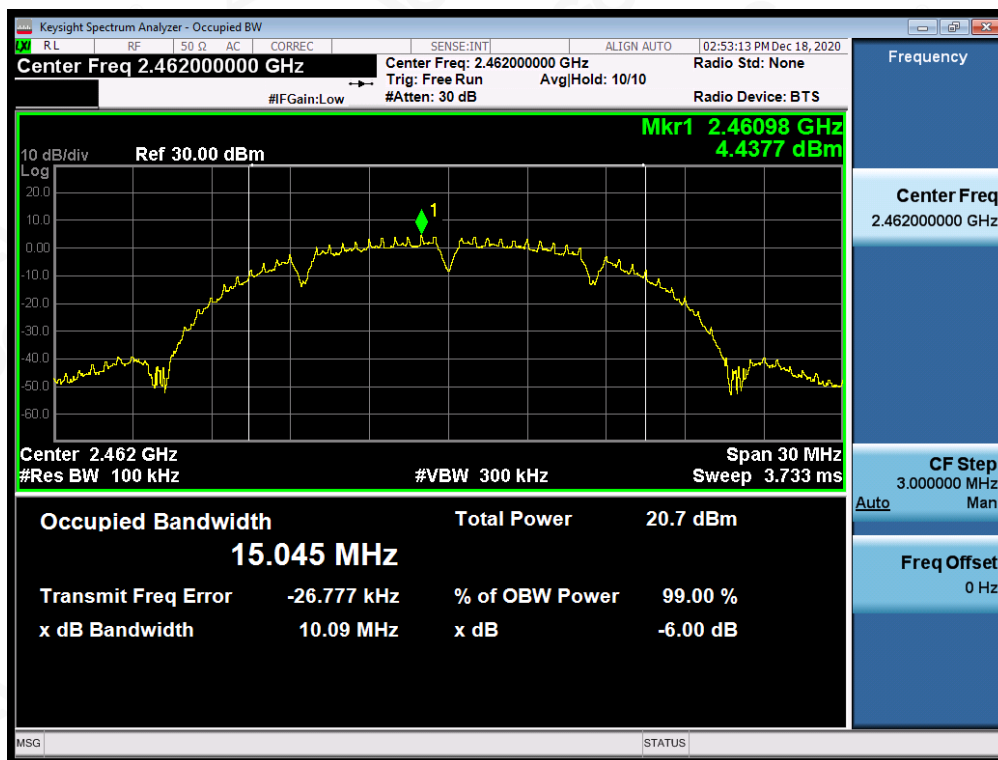 Keysight Spectrum Analyzer - Occupied BW
LXI RL RF 50 Ω AC CORREC SENSE:INT ALIGN AUTO 02:53:13 PM Dec 18, 2020
Center Freq 2.462000000 GHz
Center Freq: 2.462000000 GHz
Radio Std: None
Trig: Free Run Avg|Hold: 10/10
#IFGain:Low
#Atten: 30 dB
Radio Device: BTS
Mkr1 2.46098 GHz
4.4377 dBm
10 dB/div Ref 30.00 dBm
Log
20.0
10.0
1
0.00
-10.0
-20.0
-30.0
-40.0
-50.0
-60.0
Center 2.462 GHz Span 30 MHz
#Res BW 100 kHz #VBW 300 kHz Sweep 3.733 ms
Occupied Bandwidth Total Power 20.7 dBm
15.045 MHz
Transmit Freq Error -26.777 kHz % of OBW Power 99.00 %
x dB Bandwidth 10.09 MHz x dB -6.00 dB
Frequency
Center Freq
2.462000000 GHz
CF Step
3.000000 MHz
Auto Man
Freq Offset
0 Hz
MSG STATUS